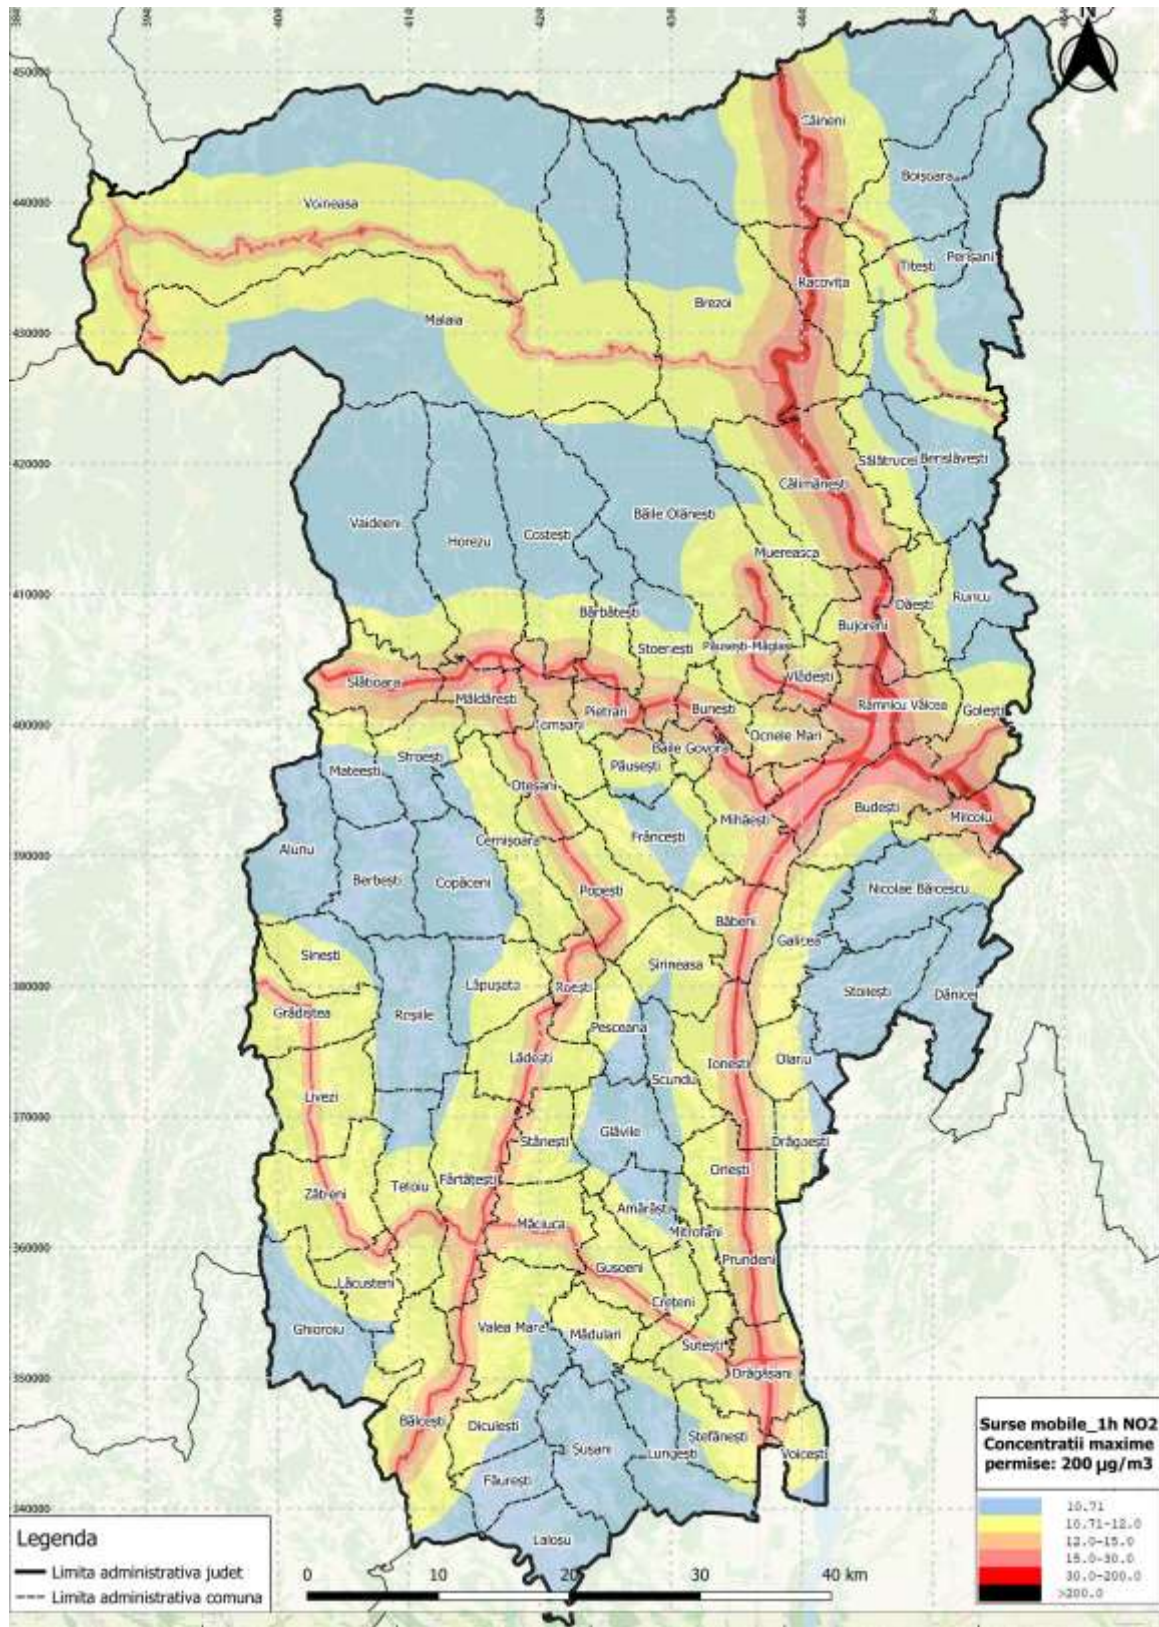 N
450000
Câineni
Boișoara
440000
Voineasa
Perișani
Titești
Racovița
Brezoi
430000
Malaia
420000
Sălătrucel
Berislăvești
Călimănești
Băile Olănești
Vaideeni
Costești
Horezu
Muereasca
410000
Runcu
Dăești
Bărbătești
Bujoreni
Stoenești
Păușești-Măglași
Vlădești
Slătioara
Măldărești
Râmnicu Vâlcea
Golești
Pietrari
Bunești
400000
Tomșani
Ocnele Mari
Băile Govora
Stroești
Păușești
Mateești
Oteșani
Budești
Milcoiu
Mihăești
Frâncești
Cernișoara
390000
Alunu
Berbești
Copăceni
Popești
Nicolae Bălcescu
Băbeni
Galicea
Sinești
Șirineasa
380000
Lăpușata
Roești
Stoilești
Dănicei
Grădiștea
Roșiile
Pesceana
Lădești
Ionești
Olanu
Scundu
Livezi
370000
Glăvile
Stănești
Drăgoești
Orlești
Fârtățești
Tetoiu
Zătreni
Amărăști
Măciuca
Mitrofani
360000
Prundeni
Gușoeni
Lăcusteni
Crețeni
Ghioroiu
Valea Mare
Mădulari
Sutești
350000
Drăgășani
Bălcești
Diculești
Ștefănești
Șușani
Lungești
Voicești
Făurești
340000
Laloșu
Surse mobile_1h NO2
Concentratii maxime
permise: 200 µg/m3
10.71
10.71-12.0
12.0-15.0
15.0-30.0
30.0-200.0
>200.0
Legenda
Limita administrativa judet
Limita administrativa comuna
0 10 20 30 40 km